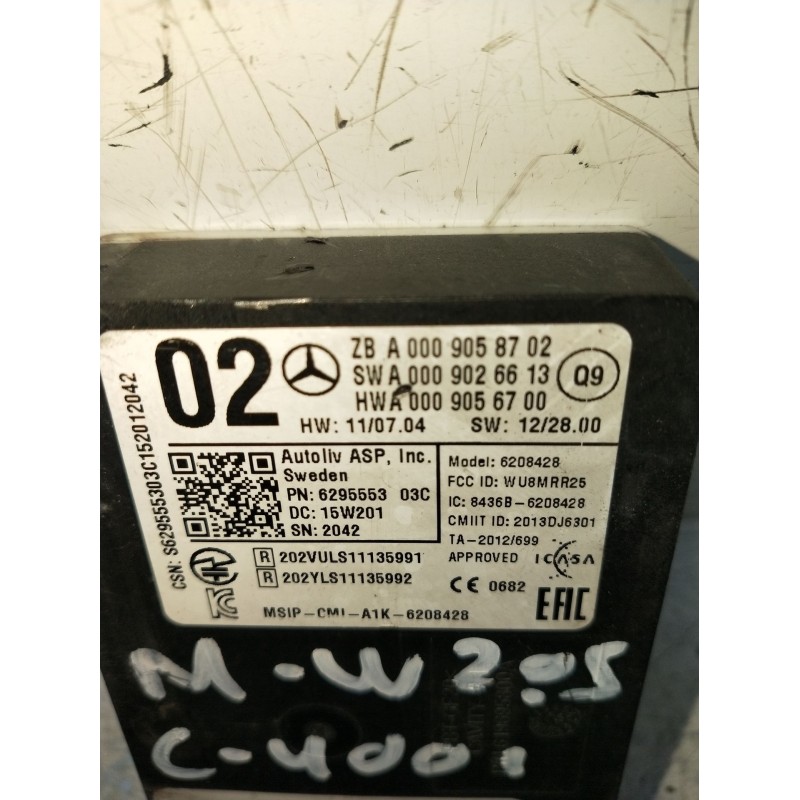 02
ZB A 000 905 87 02
SW A 000 902 66 13
HW A 000 905 67 00
Q9
HW: 11/07.04 SW: 12/28.00
CSN: S629555303C152012042
Autoliv ASP, Inc.
Sweden
PN: 6295553 03C
DC: 15W201
SN: 2042
Model: 6208428
FCC ID: WU8MRR25
IC: 8436B-6208428
CMIIT ID: 2013DJ6301
TA-2012/699
APPROVED ICASA
R 202VULS11135991
R 202YLS11135992
CE 0682
EAC
MSIP-CMI-A1K-6208428
M-W205
C-400i